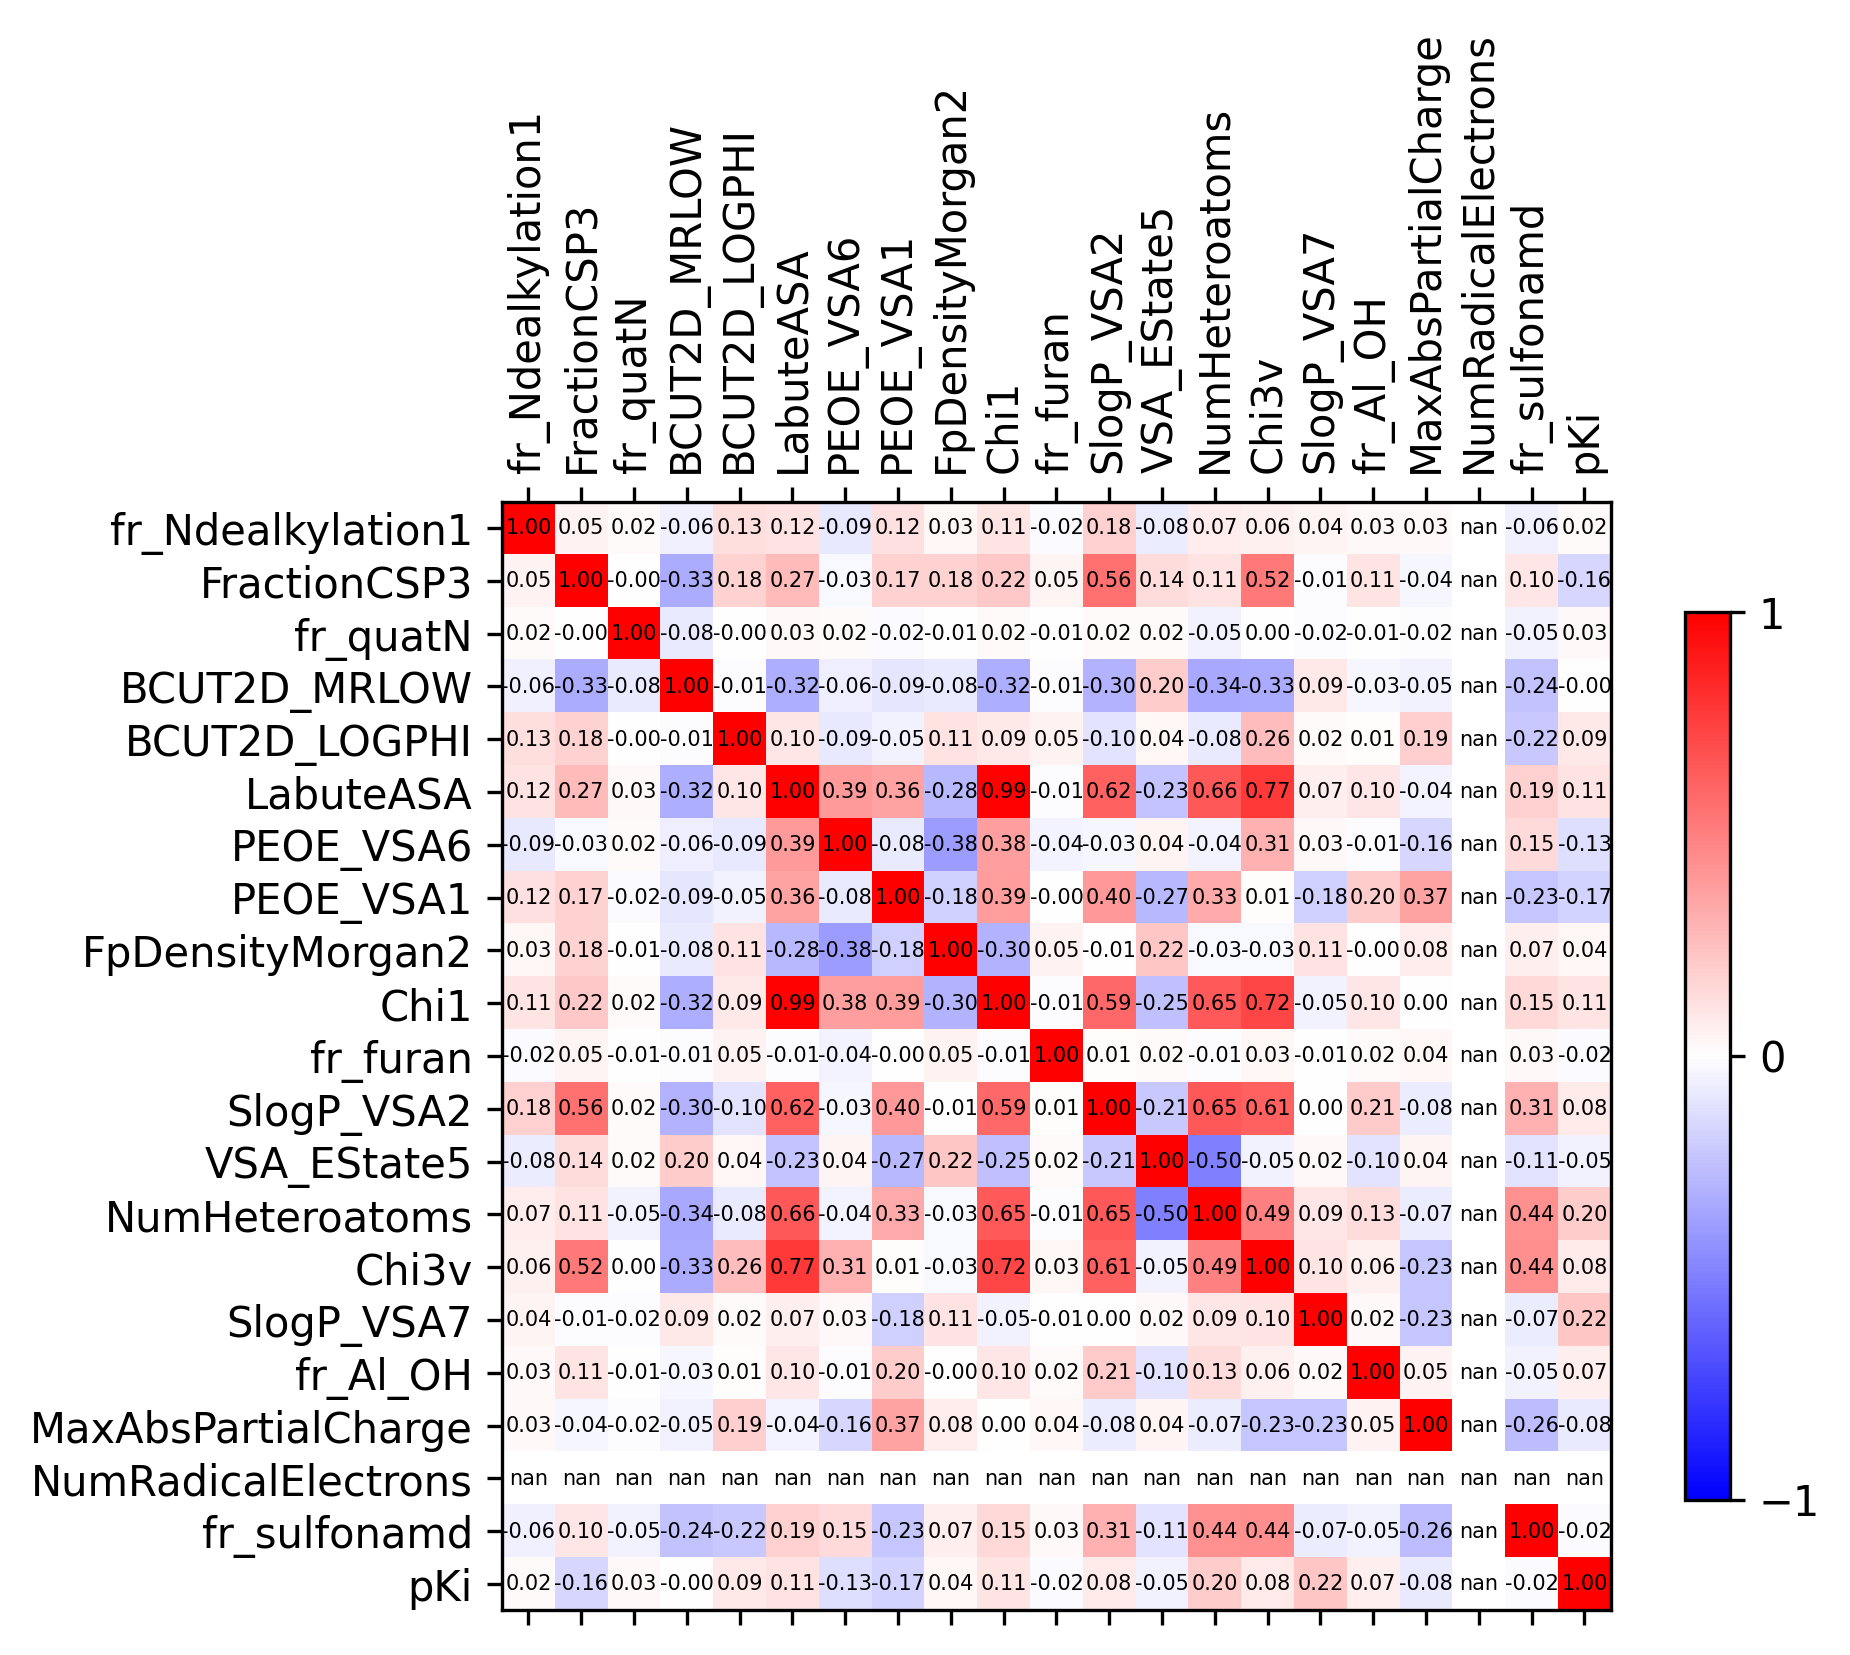 fr_Ndealkylation1 FractionCSP3 fr_quatN BCUT2D_MRLOW BCUT2D_LOGPHI LabuteASA PEOE_VSA6 PEOE_VSA1 FpDensityMorgan2 Chi1 fr_furan SlogP_VSA2 VSA_EState5 NumHeteroatoms Chi3v SlogP_VSA7 fr_Al_OH MaxAbsPartialCharge NumRadicalElectrons fr_sulfonamd pKi
fr_Ndealkylation1 1.00 0.05 0.02 -0.06 0.13 0.12 -0.09 0.12 0.03 0.11 -0.02 0.18 -0.08 0.07 0.06 0.04 0.03 0.03 nan -0.06 0.02
FractionCSP3 0.05 1.00 -0.00 -0.33 0.18 0.27 -0.03 0.17 0.18 0.22 0.05 0.56 0.14 0.11 0.52 -0.01 0.11 -0.04 nan 0.10 -0.16
fr_quatN 0.02 -0.00 1.00 -0.08 -0.00 0.03 0.02 -0.02 -0.01 0.02 -0.01 0.02 0.02 -0.05 0.00 -0.02 -0.01 -0.02 nan -0.05 0.03
BCUT2D_MRLOW -0.06 -0.33 -0.08 1.00 -0.01 -0.32 -0.06 -0.09 -0.08 -0.32 -0.01 -0.30 0.20 -0.34 -0.33 0.09 -0.03 -0.05 nan -0.24 -0.00
BCUT2D_LOGPHI 0.13 0.18 -0.00 -0.01 1.00 0.10 -0.09 -0.05 0.11 0.09 0.05 -0.10 0.04 -0.08 0.26 0.02 0.01 0.19 nan -0.22 0.09
LabuteASA 0.12 0.27 0.03 -0.32 0.10 1.00 0.39 0.36 -0.28 0.99 -0.01 0.62 -0.23 0.66 0.77 0.07 0.10 -0.04 nan 0.19 0.11
PEOE_VSA6 -0.09 -0.03 0.02 -0.06 -0.09 0.39 1.00 -0.08 -0.38 0.38 -0.04 -0.03 0.04 -0.04 0.31 0.03 -0.01 -0.16 nan 0.15 -0.13
PEOE_VSA1 0.12 0.17 -0.02 -0.09 -0.05 0.36 -0.08 1.00 -0.18 0.39 -0.00 0.40 -0.27 0.33 0.01 -0.18 0.20 0.37 nan -0.23 -0.17
FpDensityMorgan2 0.03 0.18 -0.01 -0.08 0.11 -0.28 -0.38 -0.18 1.00 -0.30 0.05 -0.01 0.22 -0.03 -0.03 0.11 -0.00 0.08 nan 0.07 0.04
Chi1 0.11 0.22 0.02 -0.32 0.09 0.99 0.38 0.39 -0.30 1.00 -0.01 0.59 -0.25 0.65 0.72 -0.05 0.10 0.00 nan 0.15 0.11
fr_furan -0.02 0.05 -0.01 -0.01 0.05 -0.01 -0.04 -0.00 0.05 -0.01 1.00 0.01 0.02 -0.01 0.03 -0.01 0.02 0.04 nan 0.03 -0.02
SlogP_VSA2 0.18 0.56 0.02 -0.30 -0.10 0.62 -0.03 0.40 -0.01 0.59 0.01 1.00 -0.21 0.65 0.61 0.00 0.21 -0.08 nan 0.31 0.08
VSA_EState5 -0.08 0.14 0.02 0.20 0.04 -0.23 0.04 -0.27 0.22 -0.25 0.02 -0.21 1.00 -0.50 -0.05 0.02 -0.10 0.04 nan -0.11 -0.05
NumHeteroatoms 0.07 0.11 -0.05 -0.34 -0.08 0.66 -0.04 0.33 -0.03 0.65 -0.01 0.65 -0.50 1.00 0.49 0.09 0.13 -0.07 nan 0.44 0.20
Chi3v 0.06 0.52 0.00 -0.33 0.26 0.77 0.31 0.01 -0.03 0.72 0.03 0.61 -0.05 0.49 1.00 0.10 0.06 -0.23 nan 0.44 0.08
SlogP_VSA7 0.04 -0.01 -0.02 0.09 0.02 0.07 0.03 -0.18 0.11 -0.05 -0.01 0.00 0.02 0.09 0.10 1.00 0.02 -0.23 nan -0.07 0.22
fr_Al_OH 0.03 0.11 -0.01 -0.03 0.01 0.10 -0.01 0.20 -0.00 0.10 0.02 0.21 -0.10 0.13 0.06 0.02 1.00 0.05 nan -0.05 0.07
MaxAbsPartialCharge 0.03 -0.04 -0.02 -0.05 0.19 -0.04 -0.16 0.37 0.08 0.00 0.04 -0.08 0.04 -0.07 -0.23 -0.23 0.05 1.00 nan -0.26 -0.08
NumRadicalElectrons nan nan nan nan nan nan nan nan nan nan nan nan nan nan nan nan nan nan nan nan nan
fr_sulfonamd -0.06 0.10 -0.05 -0.24 -0.22 0.19 0.15 -0.23 0.07 0.15 0.03 0.31 -0.11 0.44 0.44 -0.07 -0.05 -0.26 nan 1.00 -0.02
pKi 0.02 -0.16 0.03 -0.00 0.09 0.11 -0.13 -0.17 0.04 0.11 -0.02 0.08 -0.05 0.20 0.08 0.22 0.07 -0.08 nan -0.02 1.00
1
0
−1